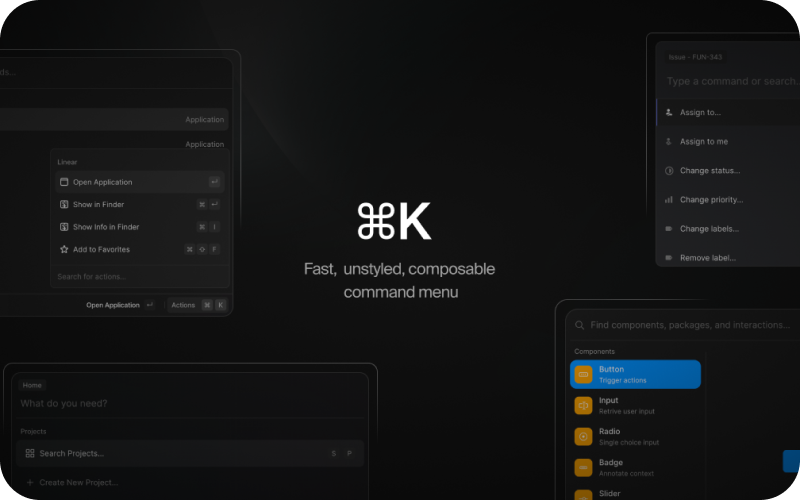 ds...
Application
Application
Linear
Open Application ↵
Show in Finder ⌘ ↵
Show Info in Finder ⌘ I
Add to Favorites ⌘ ⇧ F
Search for actions...
Open Application ↵ Actions ⌘ K
Issue - FUN-343
Type a command or search...
Assign to...
Assign to me
Change status...
Change priority...
Change labels...
Remove label...
⌘K
Fast, unstyled, composable
command menu
Home
What do you need?
Projects
Search Projects... S P
Create New Project...
Find components, packages, and interactions...
Components
Button
Trigger actions
Input
Retrive user input
Radio
Single choice input
Badge
Annotate context
Slider